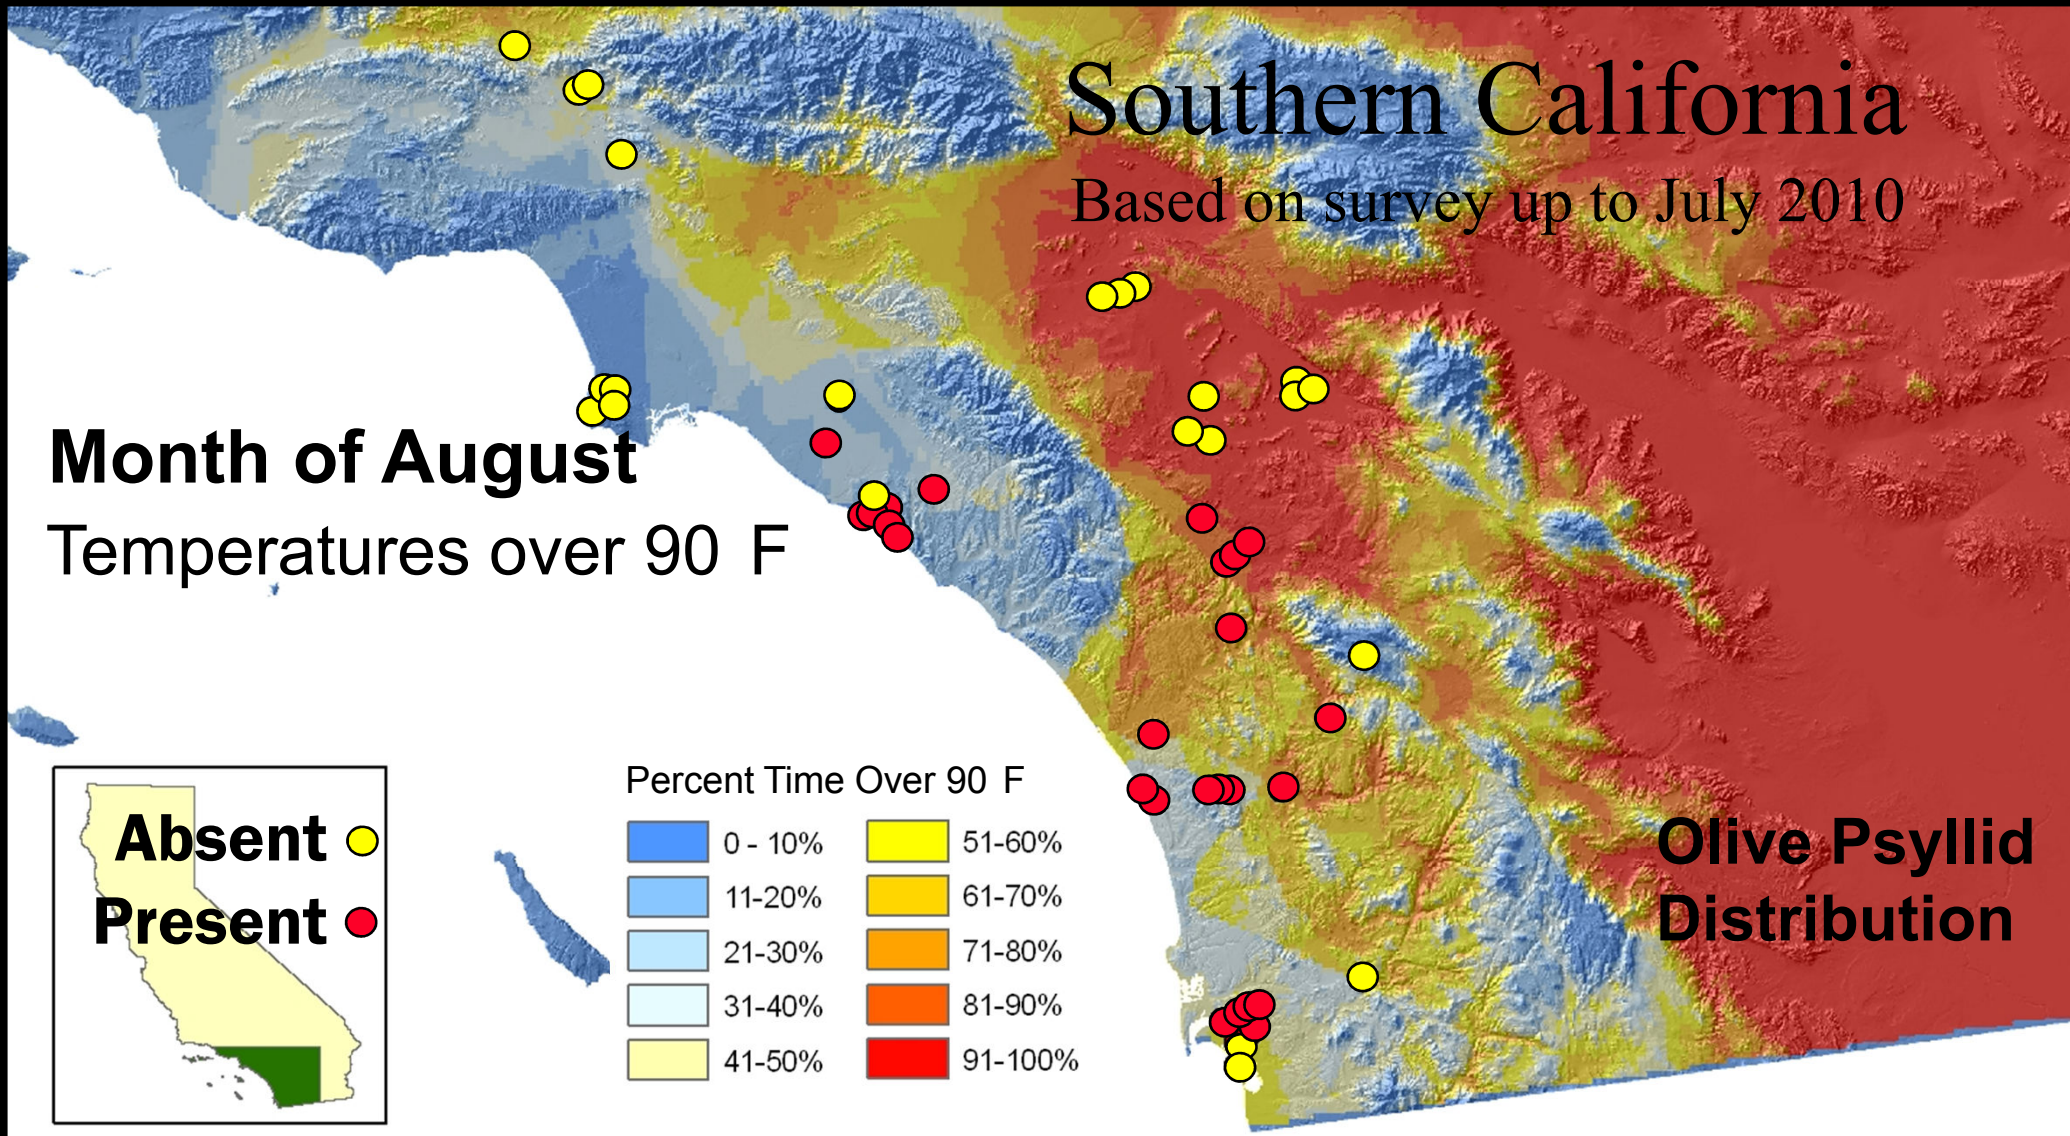 Southern California
Based on survey up to July 2010
Month of August
Temperatures over 90 F
Percent Time Over 90 F
0 - 10%
11-20%
21-30%
31-40%
41-50%
51-60%
61-70%
71-80%
81-90%
91-100%
Absent
Present
Olive Psyllid
Distribution